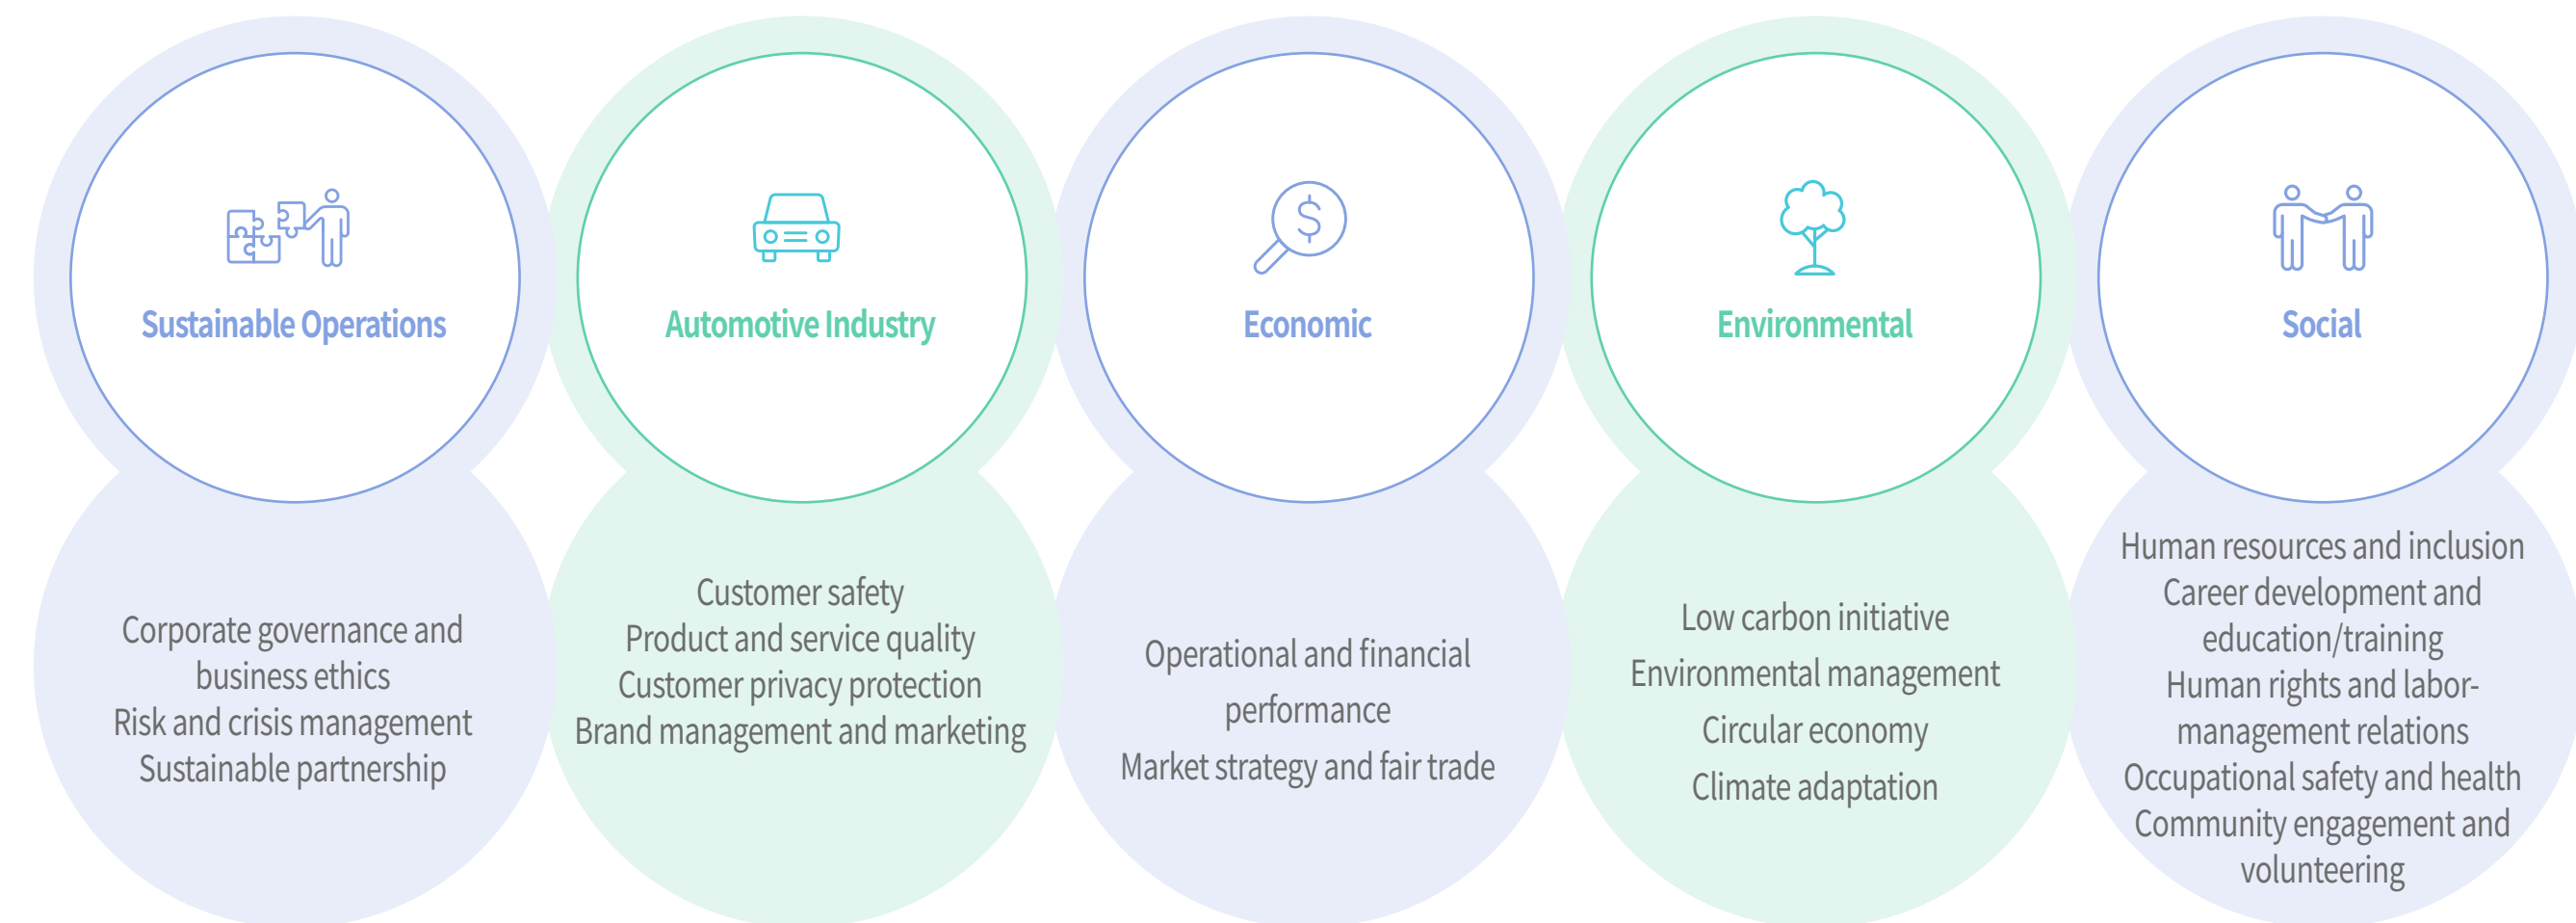 Sustainable Operations
Corporate governance and
business ethics
Risk and crisis management
Sustainable partnership
Automotive Industry
Customer safety
Product and service quality
Customer privacy protection
Brand management and marketing
Economic
$
Operational and financial
performance
Market strategy and fair trade
Environmental
Low carbon initiative
Environmental management
Circular economy
Climate adaptation
Social
Human resources and inclusion
Career development and
education/training
Human rights and labor-
management relations
Occupational safety and health
Community engagement and
volunteering